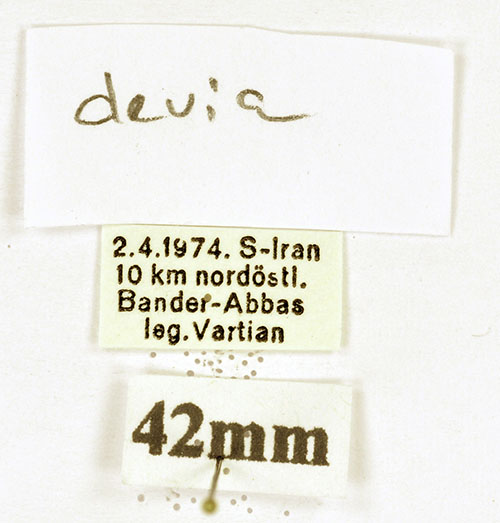 devia
2.4.1974. S-Iran
10 km nordöstl.
Bander-Abbas
leg. Vartian
42mm